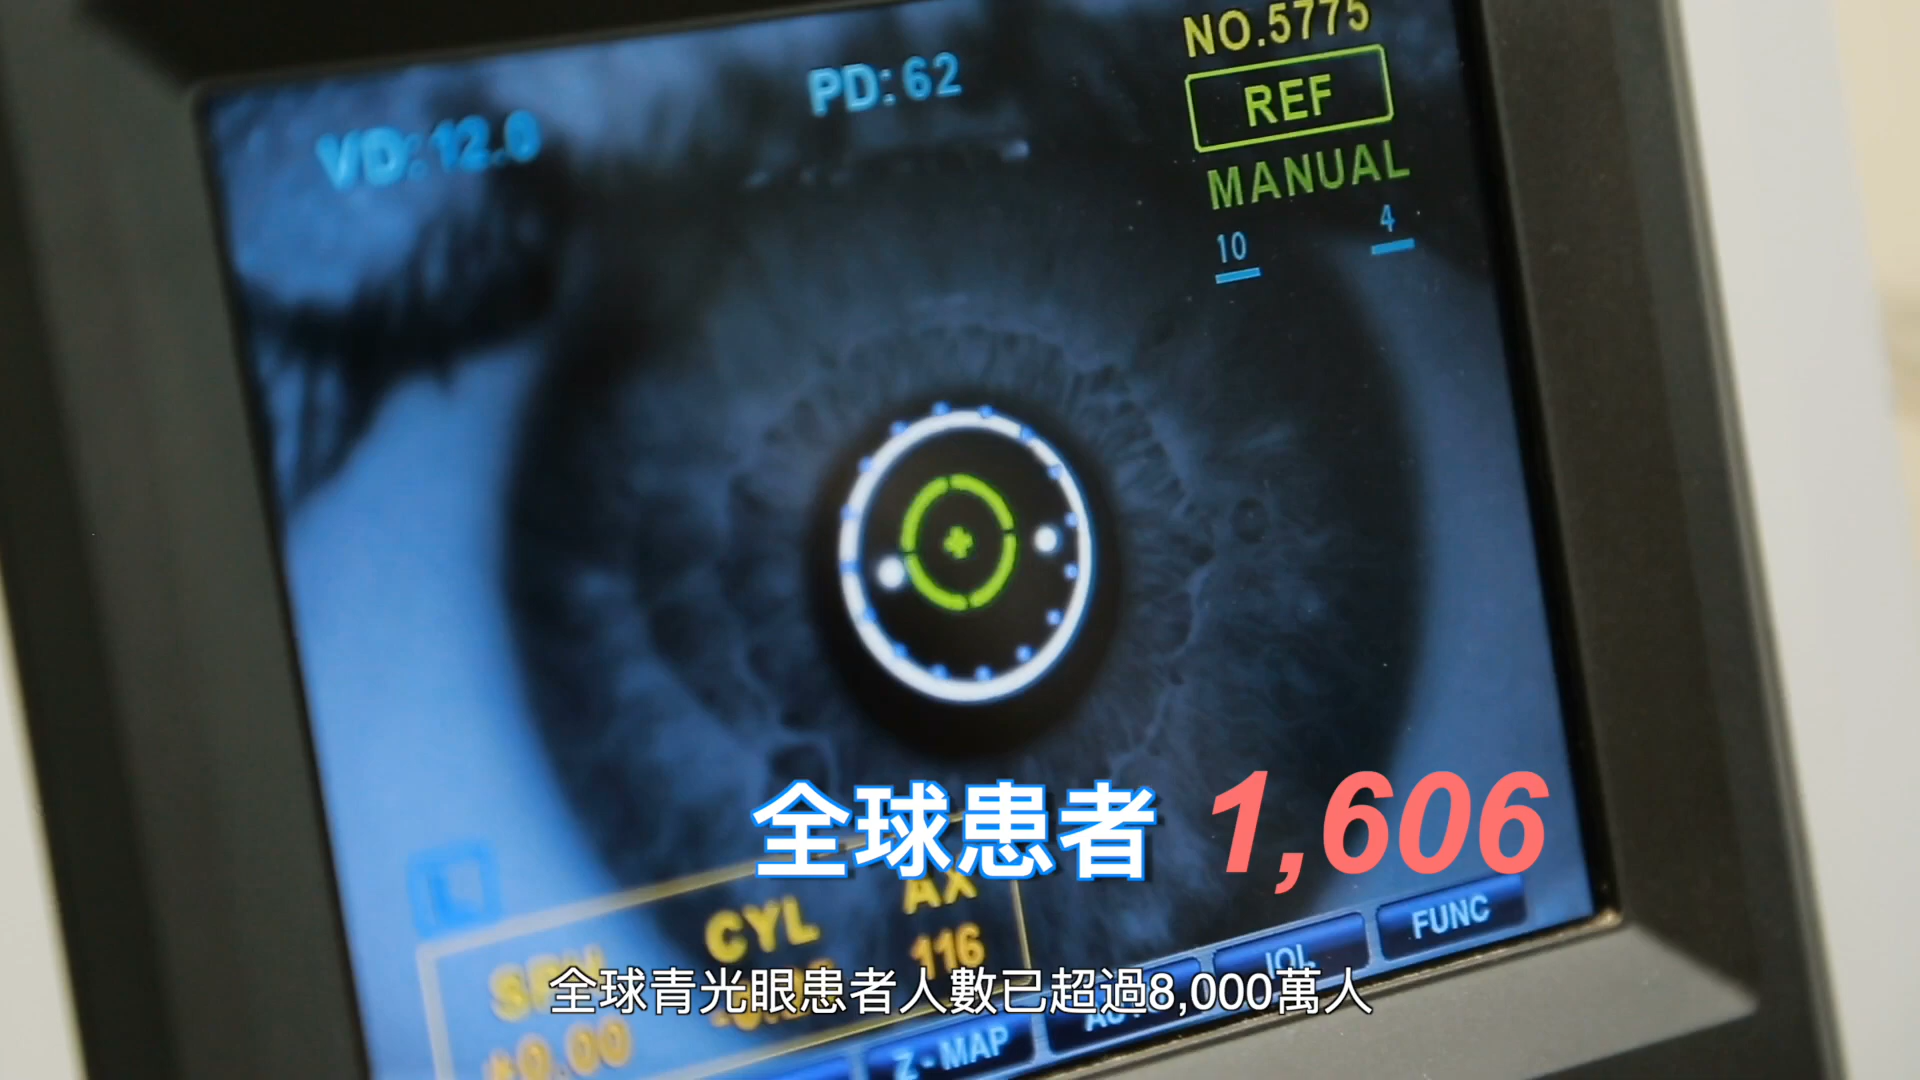 NO.5775
PD:62
REF
VD:12.0
MANUAL
10
4
全球患者 1,606
L
CYL
AX
116
FUNC
IOL
全球青光眼患者人數已超過8,000萬人
Z-MAP